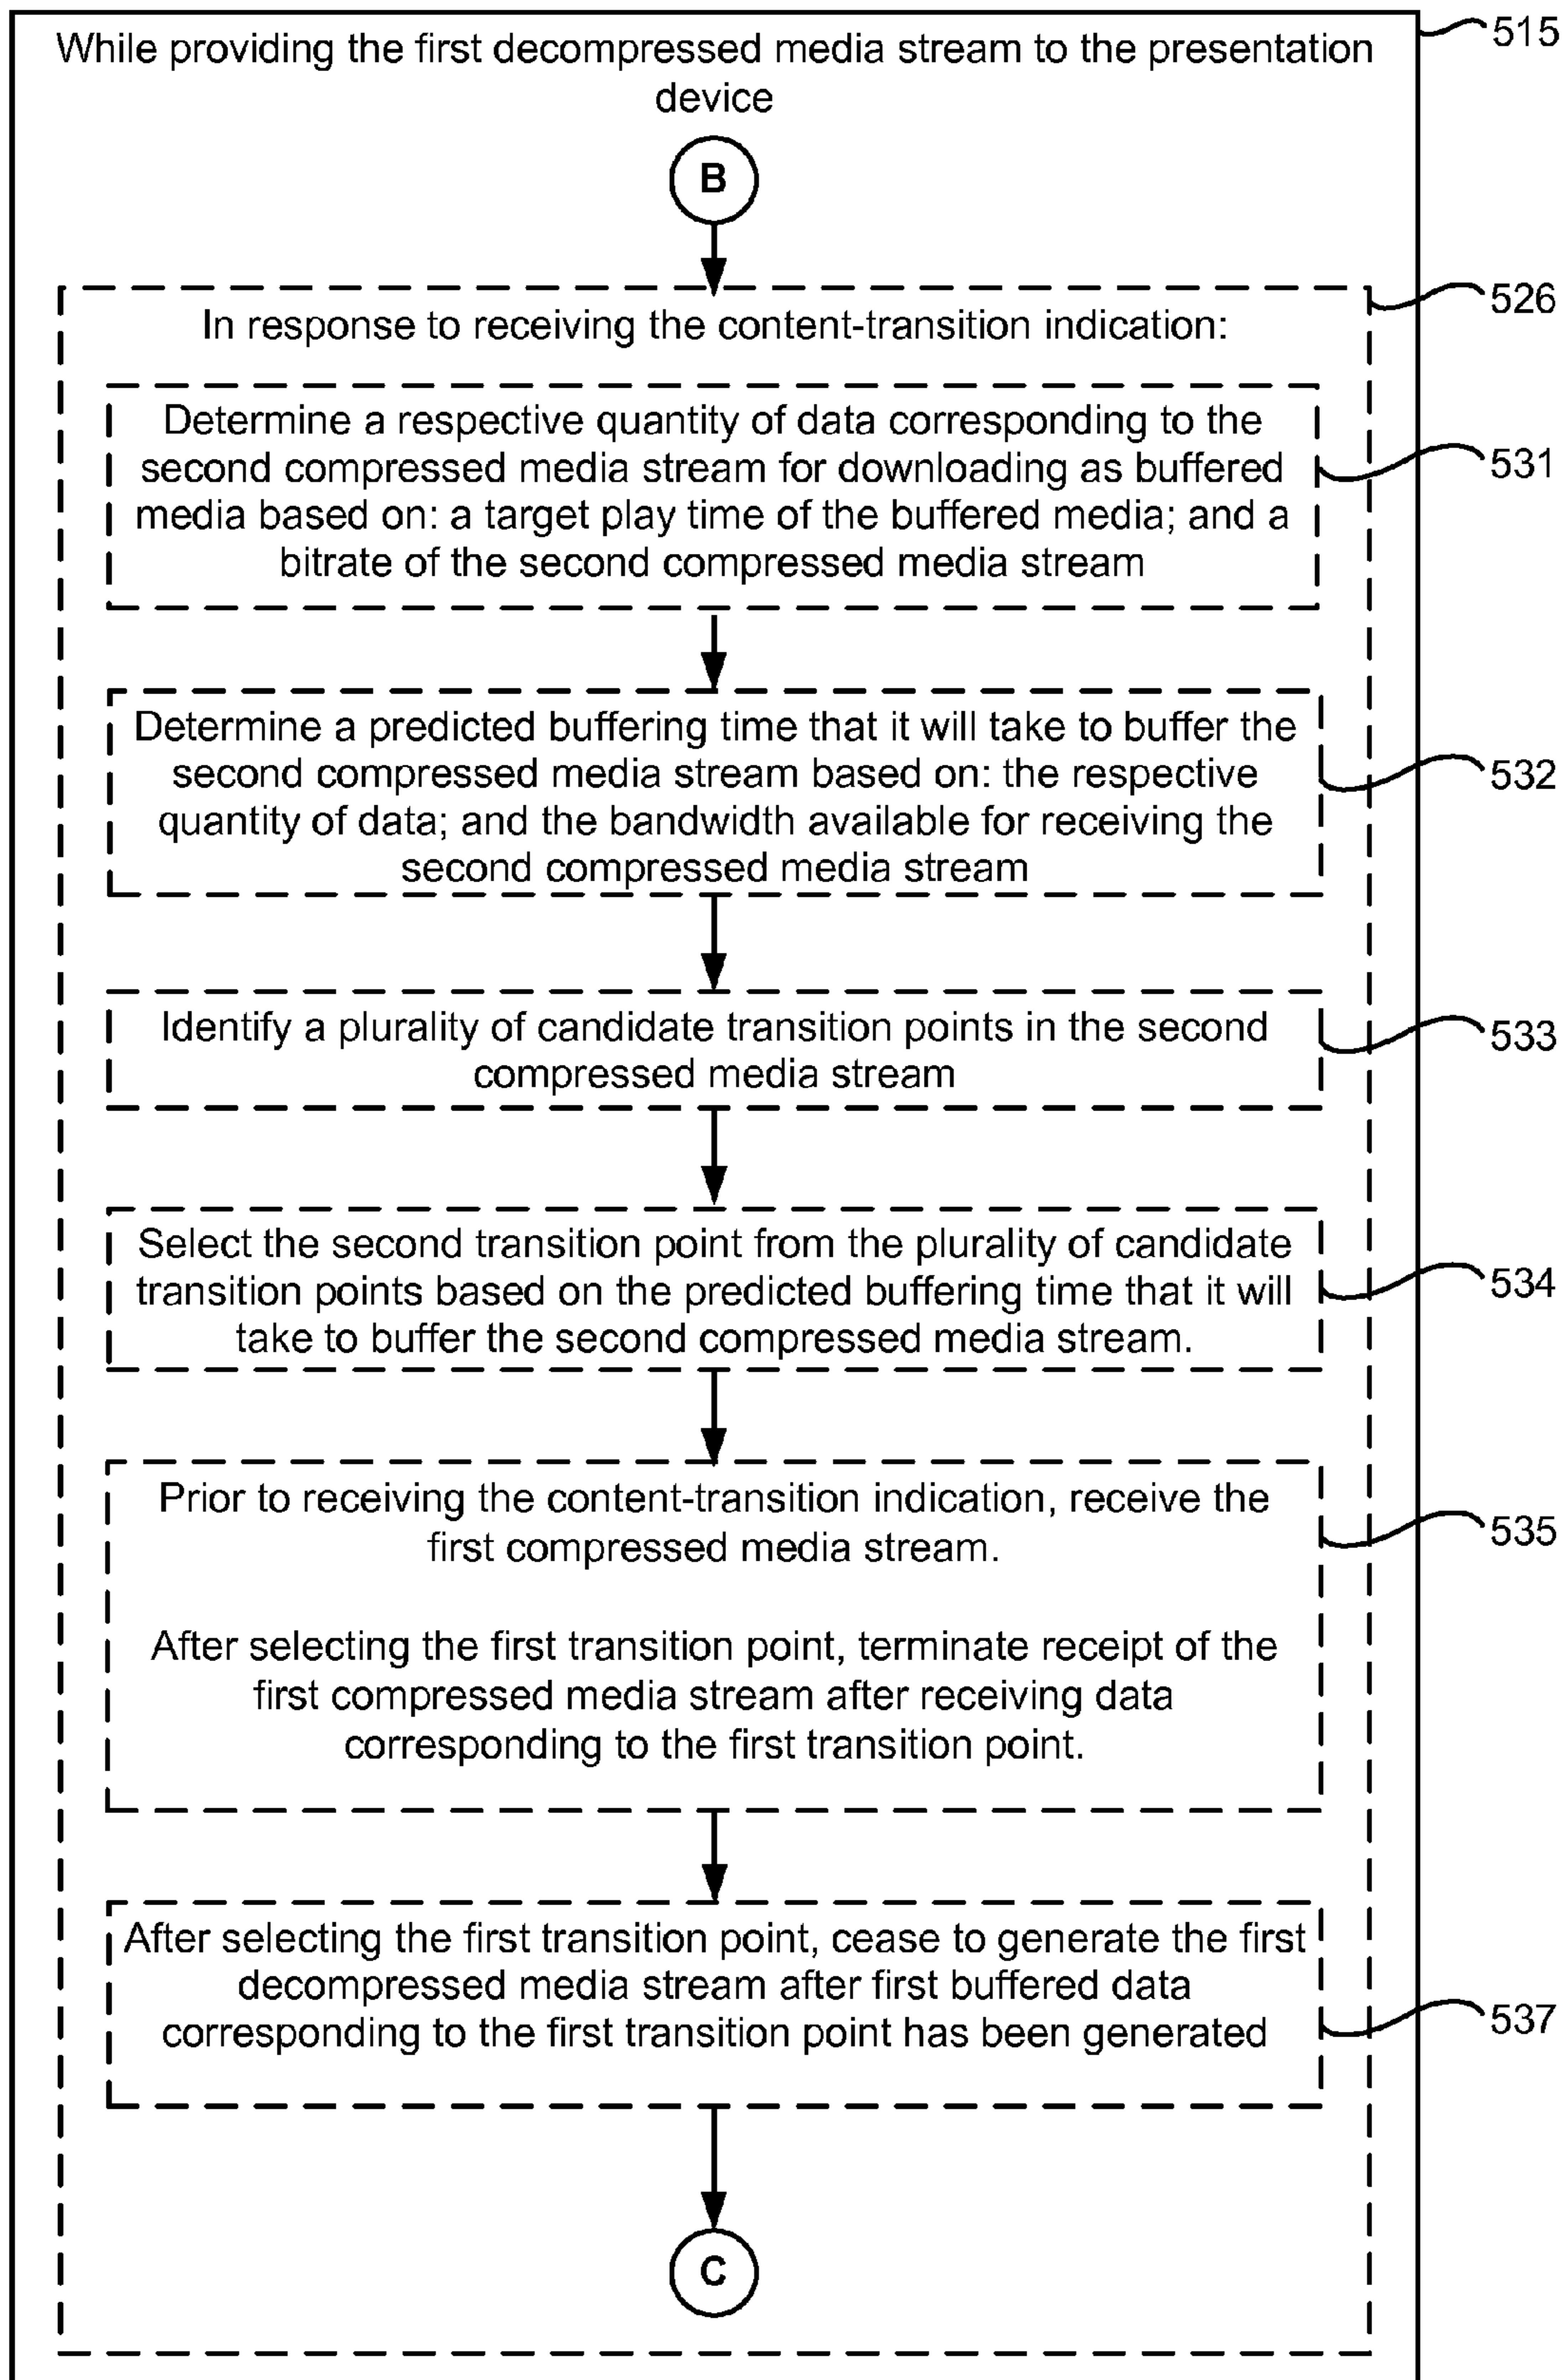 While providing the first decompressed media stream to the presentation
device
515
B
526
In response to receiving the content-transition indication:
Determine a respective quantity of data corresponding to the
second compressed media stream for downloading as buffered
media based on: a target play time of the buffered media; and a
bitrate of the second compressed media stream
531
Determine a predicted buffering time that it will take to buffer the
second compressed media stream based on: the respective
quantity of data; and the bandwidth available for receiving the
second compressed media stream
532
Identify a plurality of candidate transition points in the second
compressed media stream
533
Select the second transition point from the plurality of candidate
transition points based on the predicted buffering time that it will
take to buffer the second compressed media stream.
534
Prior to receiving the content-transition indication, receive the
first compressed media stream.
535
After selecting the first transition point, terminate receipt of the
first compressed media stream after receiving data
corresponding to the first transition point.
After selecting the first transition point, cease to generate the first
decompressed media stream after first buffered data
corresponding to the first transition point has been generated
537
C